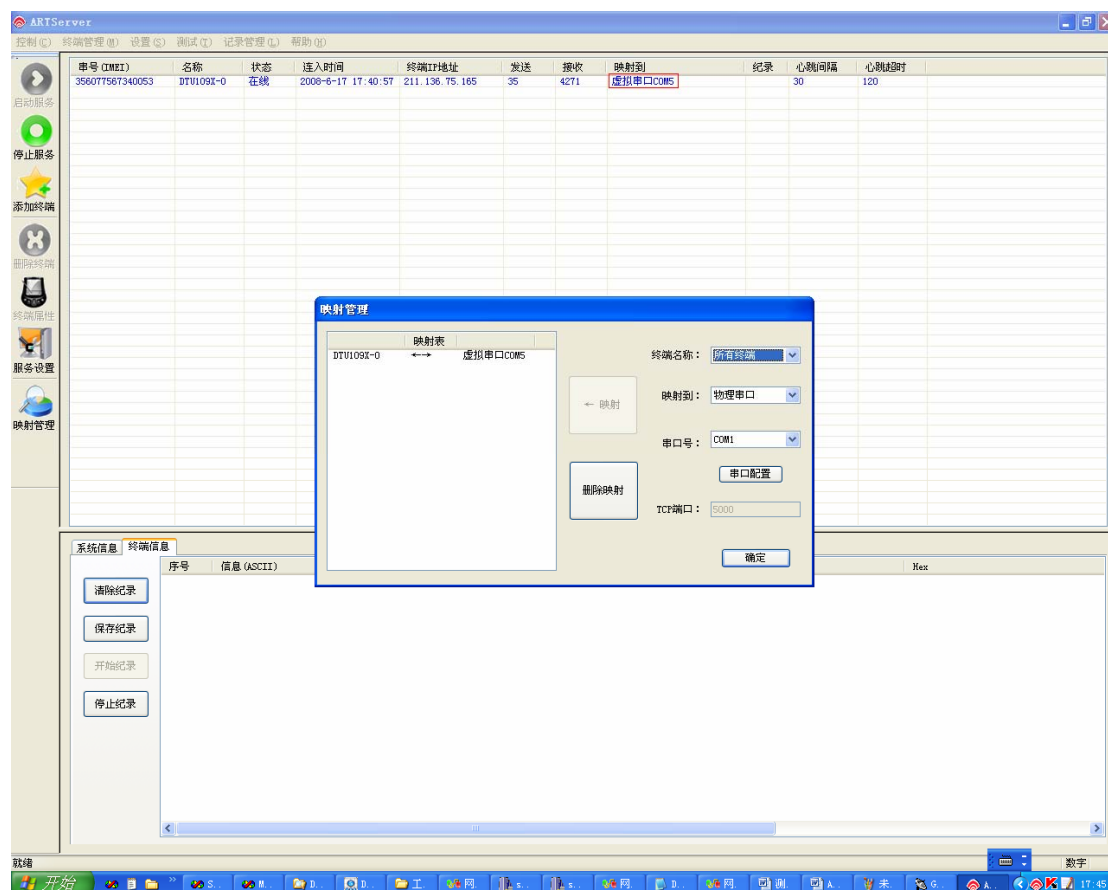 ARTServer
控制(C) 终端管理(M) 设置(S) 测试(T) 记录管理(L) 帮助(H)
串号(IMEI) 名称 状态 连入时间 终端IP地址 发送 接收 映射到 纪录 心跳间隔 心跳超时
356077567340053 DTU109X-0 在线 2008-6-17 17:40:57 211.136.75.165 35 4271 虚拟串口COM5 30 120
启动服务
停止服务
添加终端
删除终端
终端属性
服务设置
映射管理
映射管理
映射表
DTU109X-0 ←-→ 虚拟串口COM5
终端名称： 所有终端
← 映射
映射到： 物理串口
串口号： COM1
串口配置
删除映射
TCP端口： 5000
确定
系统信息 终端信息
序号 信息(ASCII) Hex
清除纪录
保存纪录
开始纪录
停止纪录
就绪 数字
开始 S.. M.. D.. D.. 工.. 网.. s.. s.. 网.. D.. 网.. 测.. A.. 未.. G.. A.. 17:45